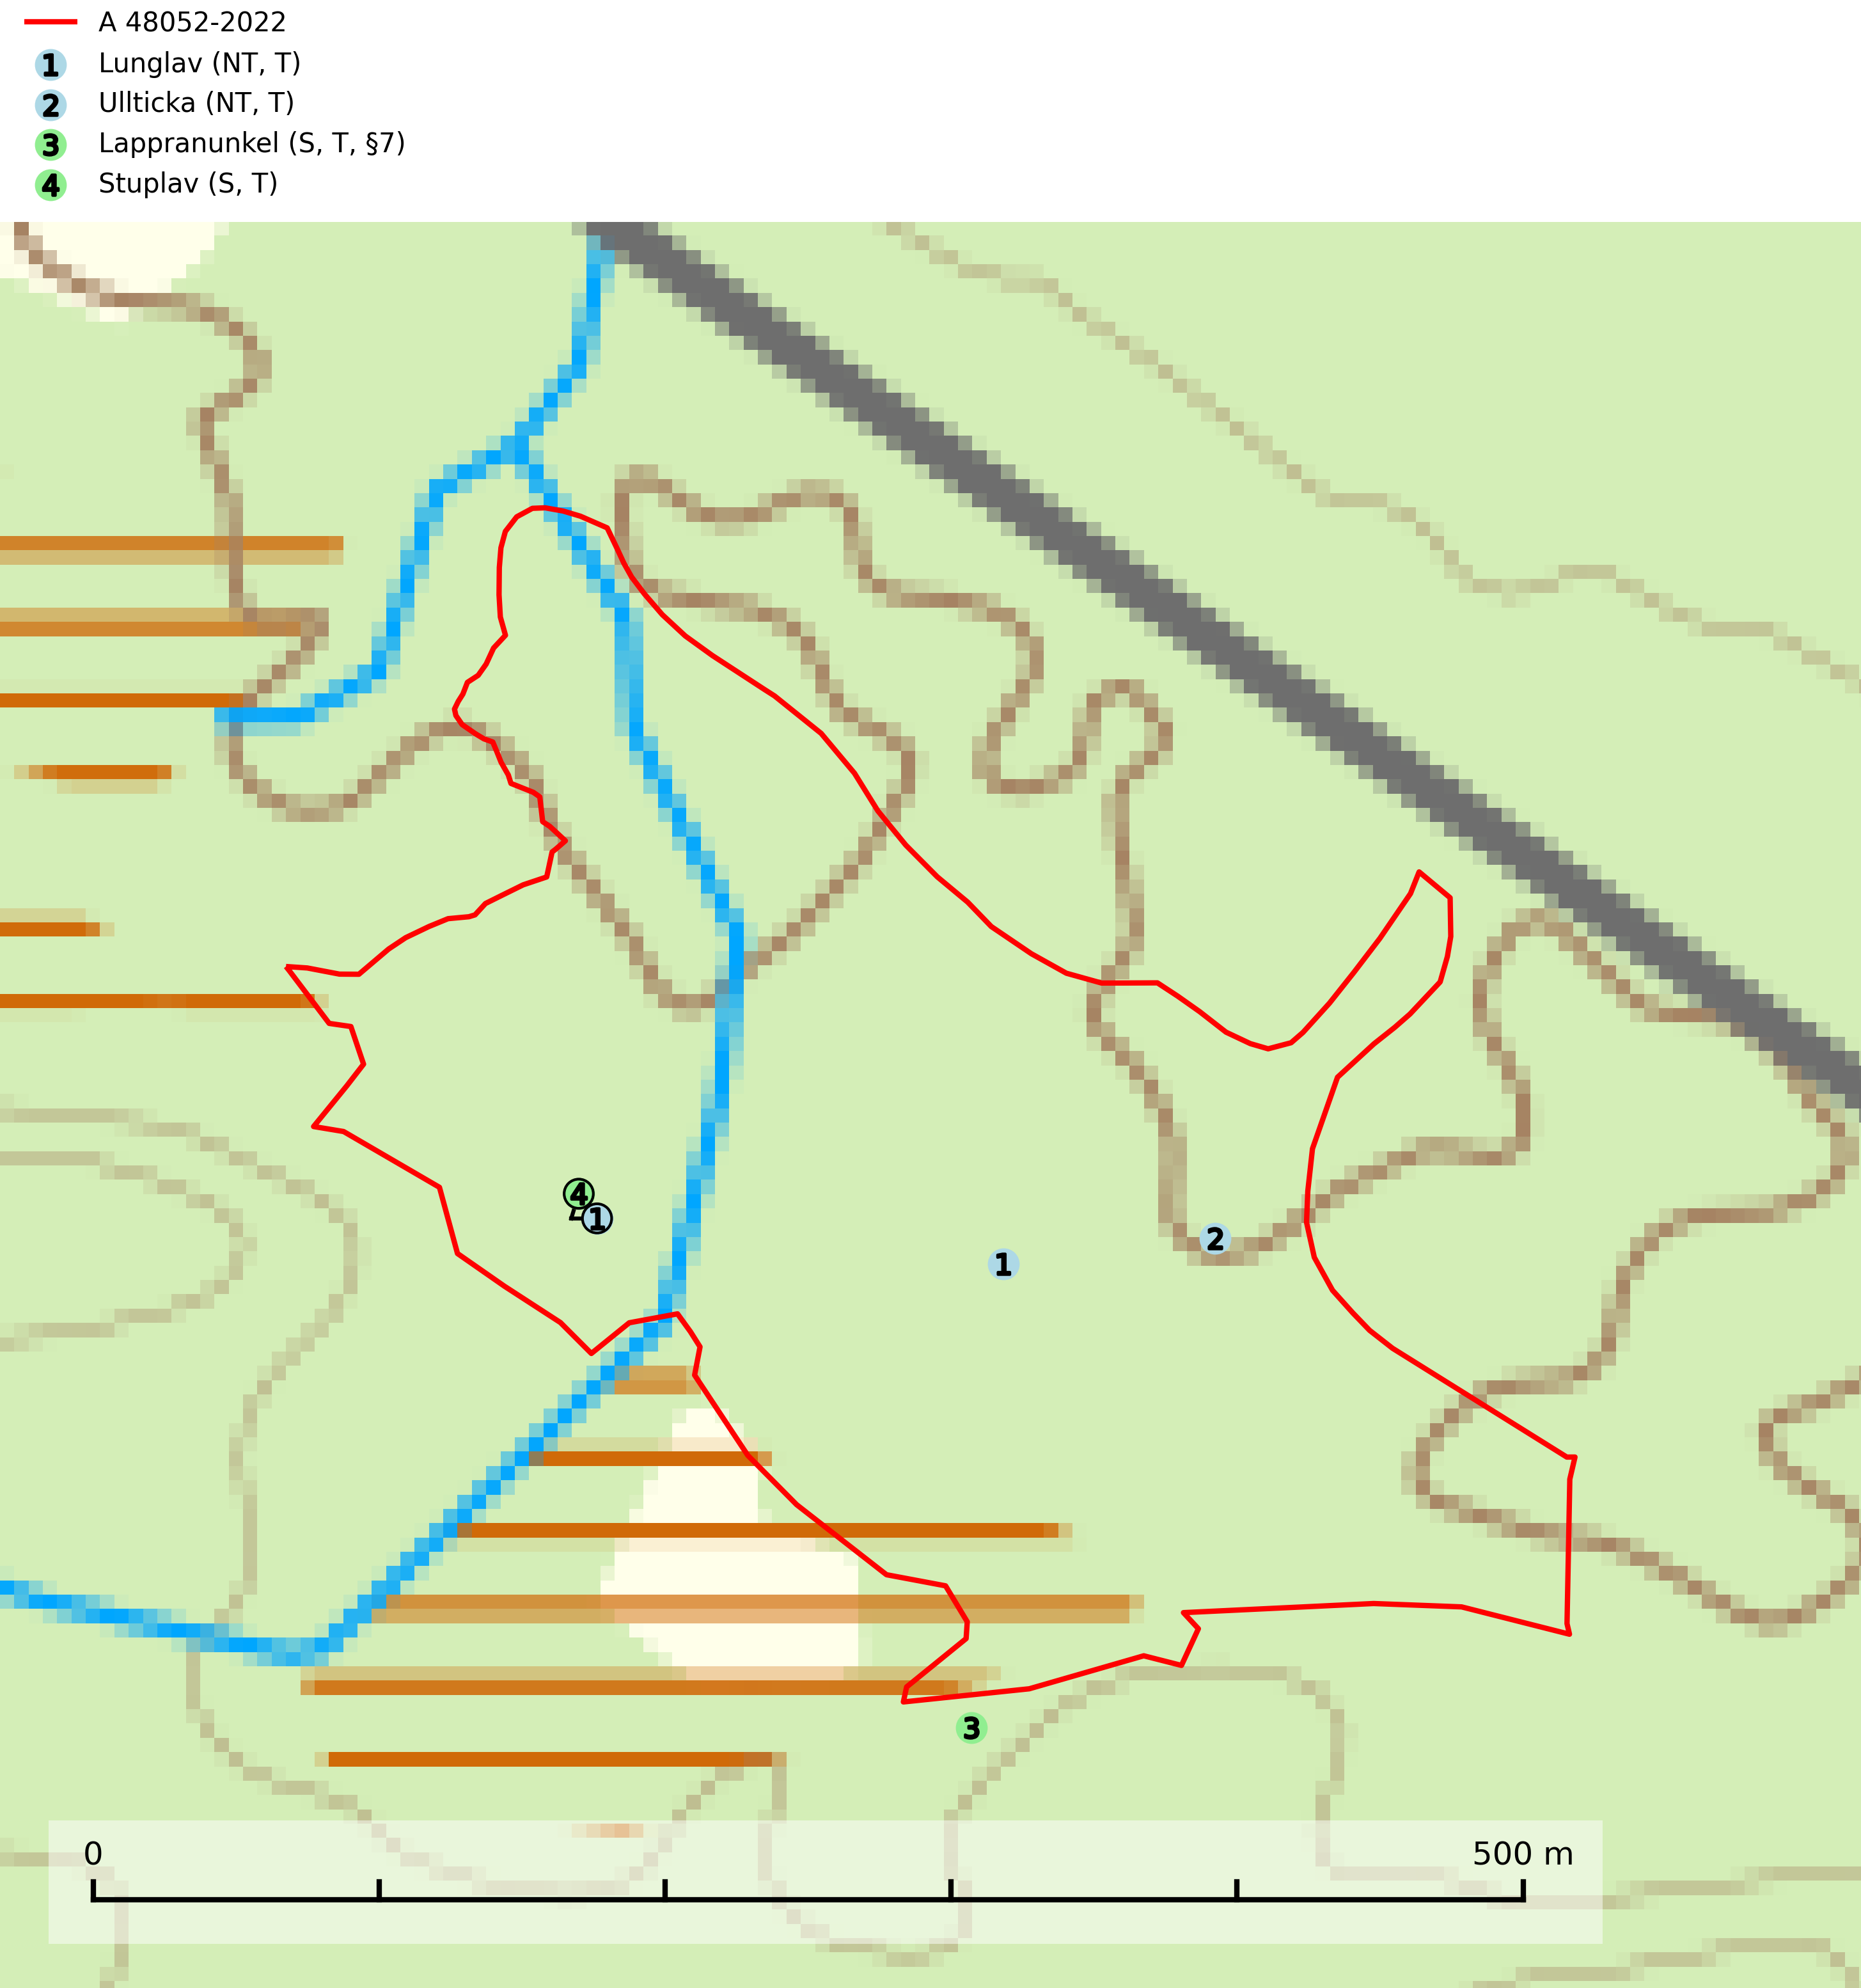 A 48052-2022
1 Lunglav (NT, T)
2 Ullticka (NT, T)
3 Lappranunkel (S, T, §7)
4 Stuplav (S, T)
4
1
2
1
3
0 500 m